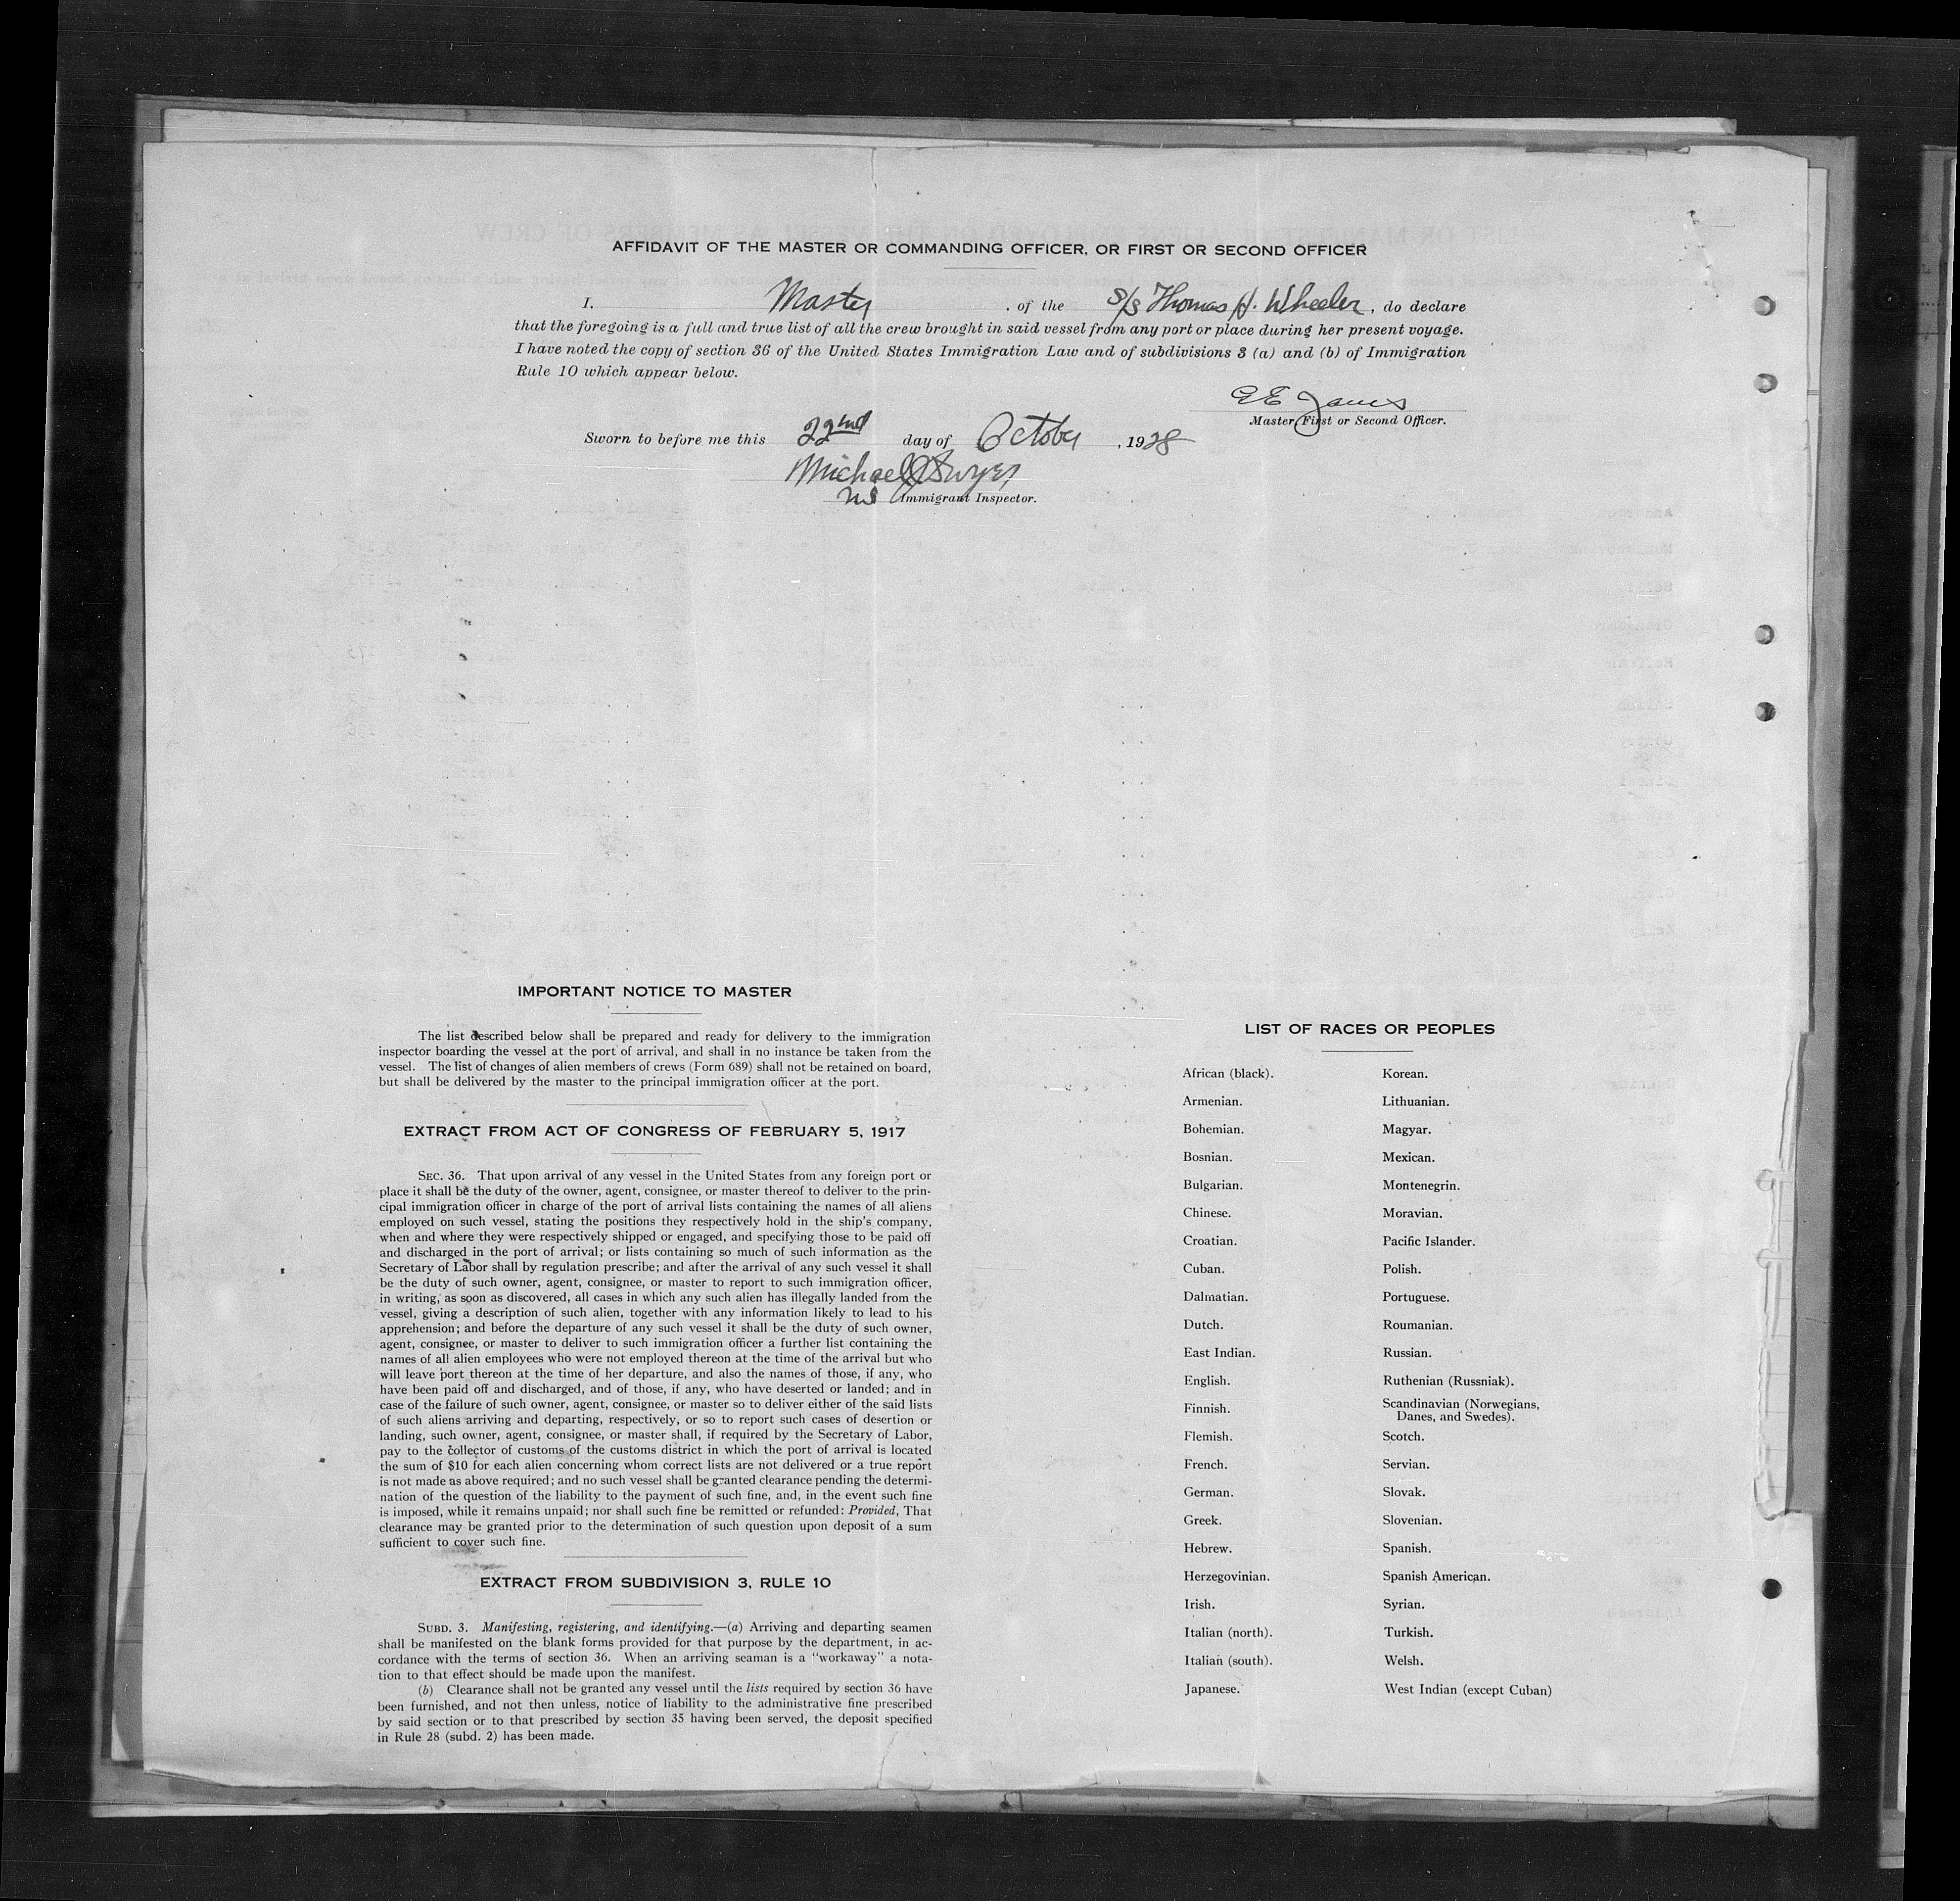 AFFIDAVIT OF THE MASTER OR COMMANDING OFFICER, OR FIRST OR SECOND OFFICER
I, Master, of the S/S Thomas H. Wheeler, do declare
that the foregoing is a full and true list of all the crew brought in said vessel from any port or place during her present voyage.
I have noted the copy of section 36 of the United States Immigration Law and of subdivisions 3 (a) and (b) of Immigration
Rule 10 which appear below.
Master, First or Second Officer.
Sworn to before me this 22nd day of October, 1928
Michael
Immigrant Inspector.
IMPORTANT NOTICE TO MASTER
The list described below shall be prepared and ready for delivery to the immigration
inspector boarding the vessel at the port of arrival, and shall in no instance be taken from the
vessel. The list of changes of alien members of crews (Form 689) shall not be retained on board,
but shall be delivered by the master to the principal immigration officer at the port.
EXTRACT FROM ACT OF CONGRESS OF FEBRUARY 5, 1917
SEC. 36. That upon arrival of any vessel in the United States from any foreign port or
place it shall be the duty of the owner, agent, consignee, or master thereof to deliver to the prin-
cipal immigration officer in charge of the port of arrival lists containing the names of all aliens
employed on such vessel, stating the positions they respectively hold in the ship's company,
when and where they were respectively shipped or engaged, and specifying those to be paid off
and discharged in the port of arrival; or lists containing so much of such information as the
Secretary of Labor shall by regulation prescribe; and after the arrival of any such vessel it shall
be the duty of such owner, agent, consignee, or master to report to such immigration officer,
in writing, as soon as discovered, all cases in which any such alien has illegally landed from the
vessel, giving a description of such alien, together with any information likely to lead to his
apprehension; and before the departure of any such vessel it shall be the duty of such owner,
agent, consignee, or master to deliver to such immigration officer a further list containing the
names of all alien employees who were not employed thereon at the time of the arrival but who
will leave port thereon at the time of her departure, and also the names of those, if any, who
have been paid off and discharged, and of those, if any, who have deserted or landed; and in
case of the failure of such owner, agent, consignee, or master so to deliver either of the said lists
of such aliens arriving and departing, respectively, or so to report such cases of desertion or
landing, such owner, agent, consignee, or master shall, if required by the Secretary of Labor,
pay to the collector of customs of the customs district in which the port of arrival is located
the sum of $10 for each alien concerning whom correct lists are not delivered or a true report
is not made as above required; and no such vessel shall be granted clearance pending the determi-
nation of the question of the liability to the payment of such fine, and, in the event such fine
is imposed, while it remains unpaid; nor shall such fine be remitted or refunded: Provided, That
clearance may be granted prior to the determination of such question upon deposit of a sum
sufficient to cover such fine.
EXTRACT FROM SUBDIVISION 3, RULE 10
SUBD. 3. Manifesting, registering, and identifying.—(a) Arriving and departing seamen
shall be manifested on the blank forms provided for that purpose by the department, in ac-
cordance with the terms of section 36. When an arriving seaman is a "workaway" a nota-
tion to that effect should be made upon the manifest.
(b) Clearance shall not be granted any vessel until the lists required by section 36 have
been furnished, and not then unless, notice of liability to the administrative fine prescribed
by said section or to that prescribed by section 35 having been served, the deposit specified
in Rule 28 (subd. 2) has been made.
LIST OF RACES OR PEOPLES
African (black).
Armenian.
Bohemian.
Bosnian.
Bulgarian.
Chinese.
Croatian.
Cuban.
Dalmatian.
Dutch.
East Indian.
English.
Finnish.
Flemish.
French.
German.
Greek.
Hebrew.
Herzegovinian.
Irish.
Italian (north).
Italian (south).
Japanese.
Korean.
Lithuanian.
Magyar.
Mexican.
Montenegrin.
Moravian.
Pacific Islander.
Polish.
Portuguese.
Roumanian.
Russian.
Ruthenian (Russniak).
Scandinavian (Norwegians,
Danes, and Swedes).
Scotch.
Servian.
Slovak.
Slovenian.
Spanish.
Spanish American.
Syrian.
Turkish.
Welsh.
West Indian (except Cuban)